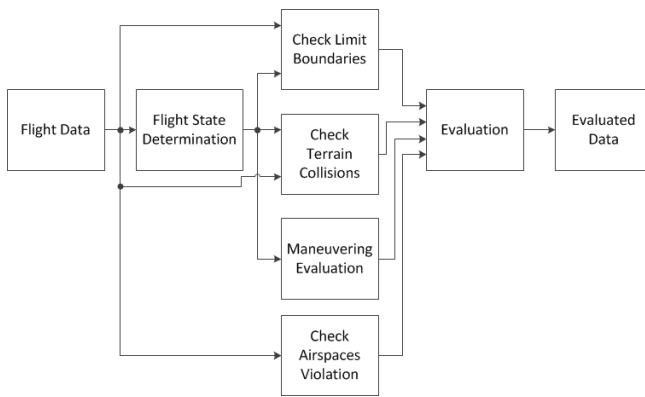 Flight Data
Flight State
Determination
Check Limit
Boundaries
Check
Terrain
Collisions
Maneuvering
Evaluation
Check
Airspaces
Violation
Evaluation
Evaluated
Data